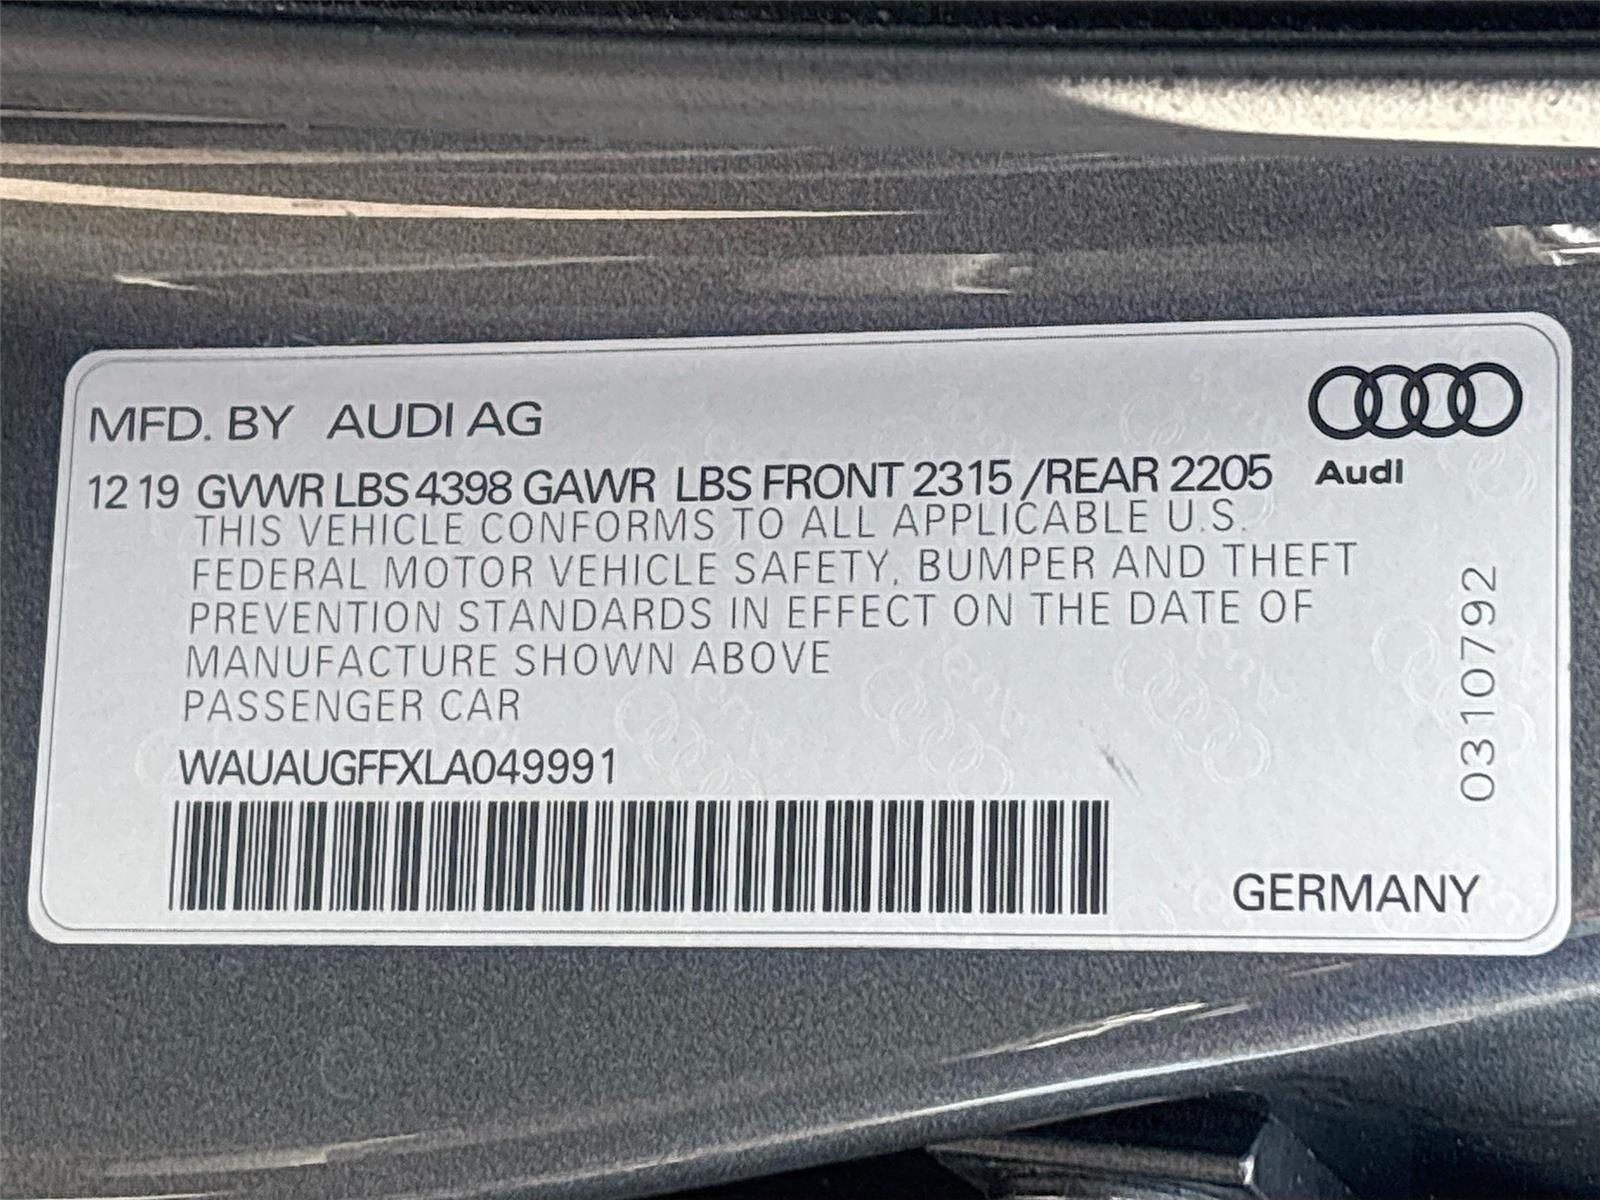 MFD. BY AUDI AG
12 19 GVWR LBS 4398 GAWR LBS FRONT 2315 /REAR 2205
Audi
THIS VEHICLE CONFORMS TO ALL APPLICABLE U.S.
FEDERAL MOTOR VEHICLE SAFETY, BUMPER AND THEFT
PREVENTION STANDARDS IN EFFECT ON THE DATE OF
MANUFACTURE SHOWN ABOVE
PASSENGER CAR
WAUAUGFFXLA049991
0310792
GERMANY